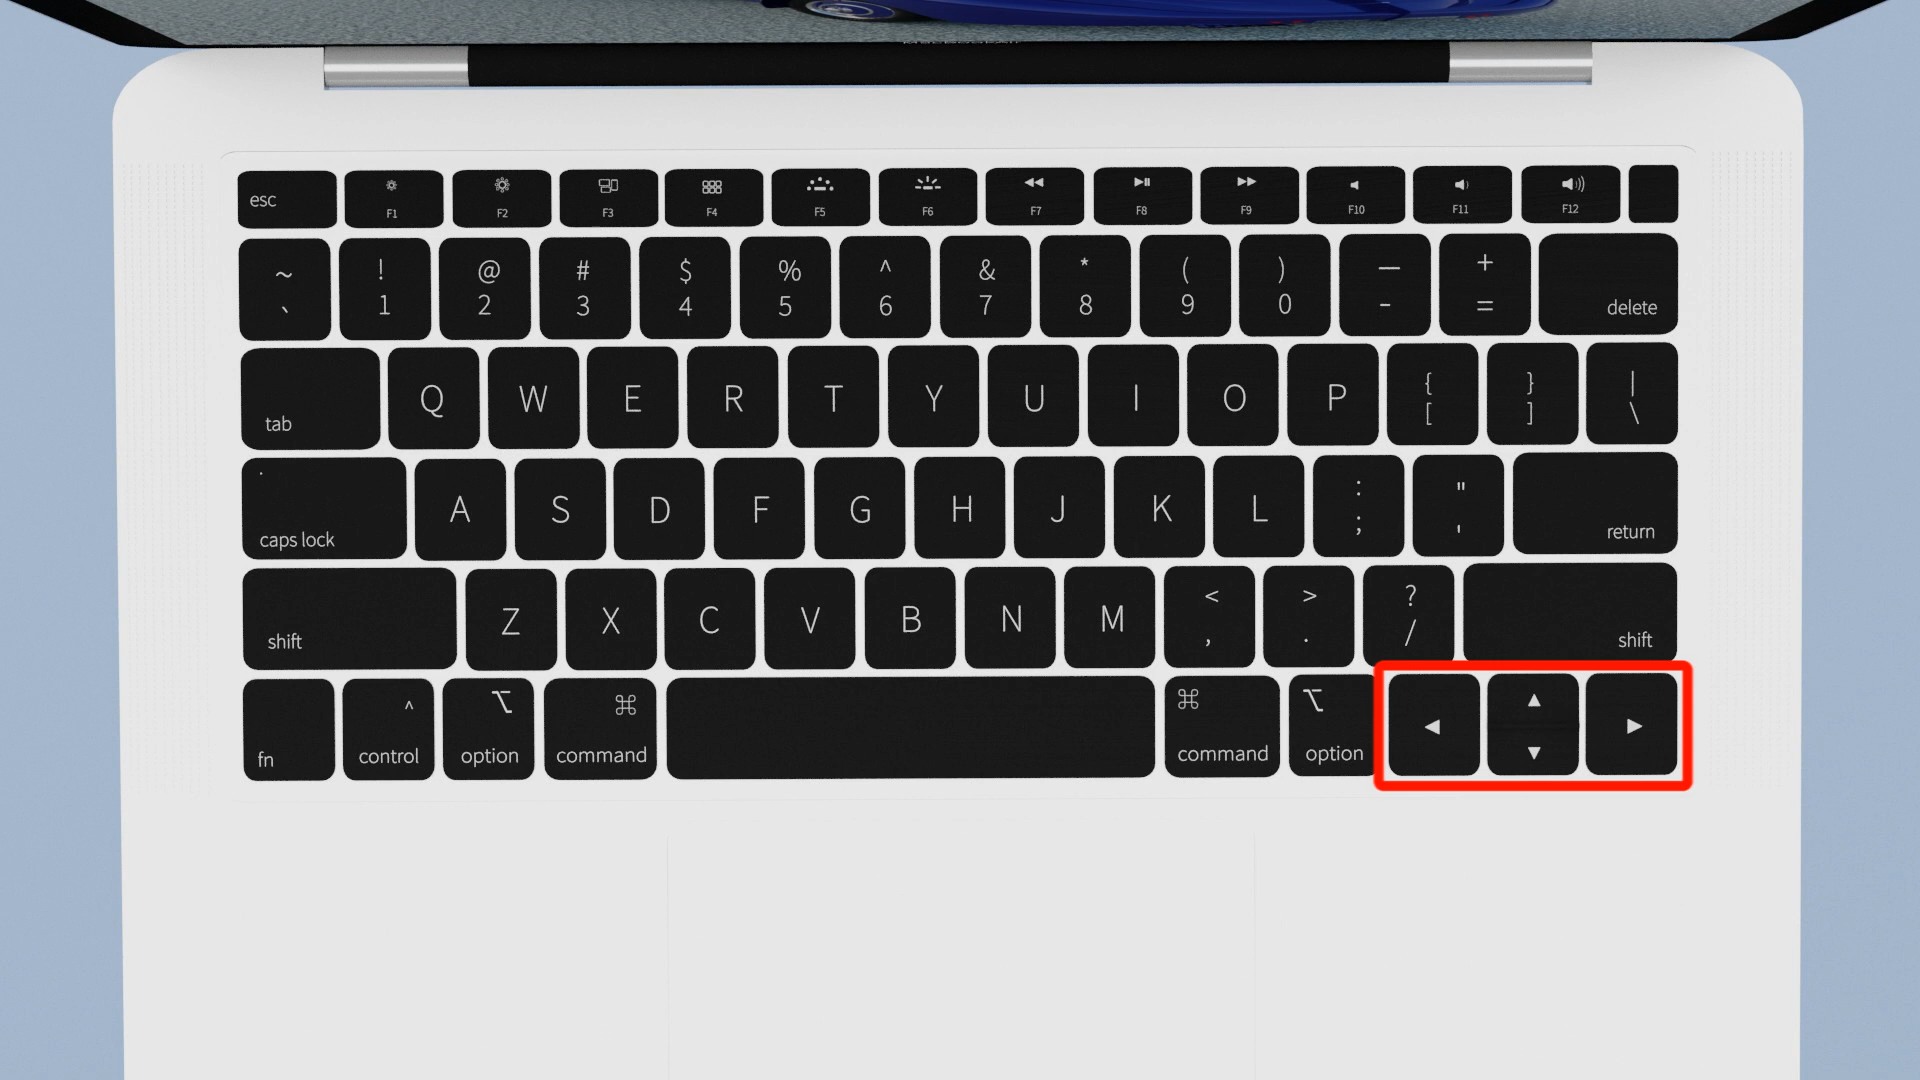 esc F1 F2 F3 F4 F5 F6 F7 F8 F9 F10 F11 F12
~ ! @ # $ % ^ & * ( ) — +
` 1 2 3 4 5 6 7 8 9 0 - = delete
tab Q W E R T Y U I O P { [ } ] | \
caps lock A S D F G H J K L : ; " ' return
shift Z X C V B N M < , > . ? / shift
fn ^ control ⌥ option ⌘ command ⌘ command ⌥ option ◀ ▲ ▼ ▶